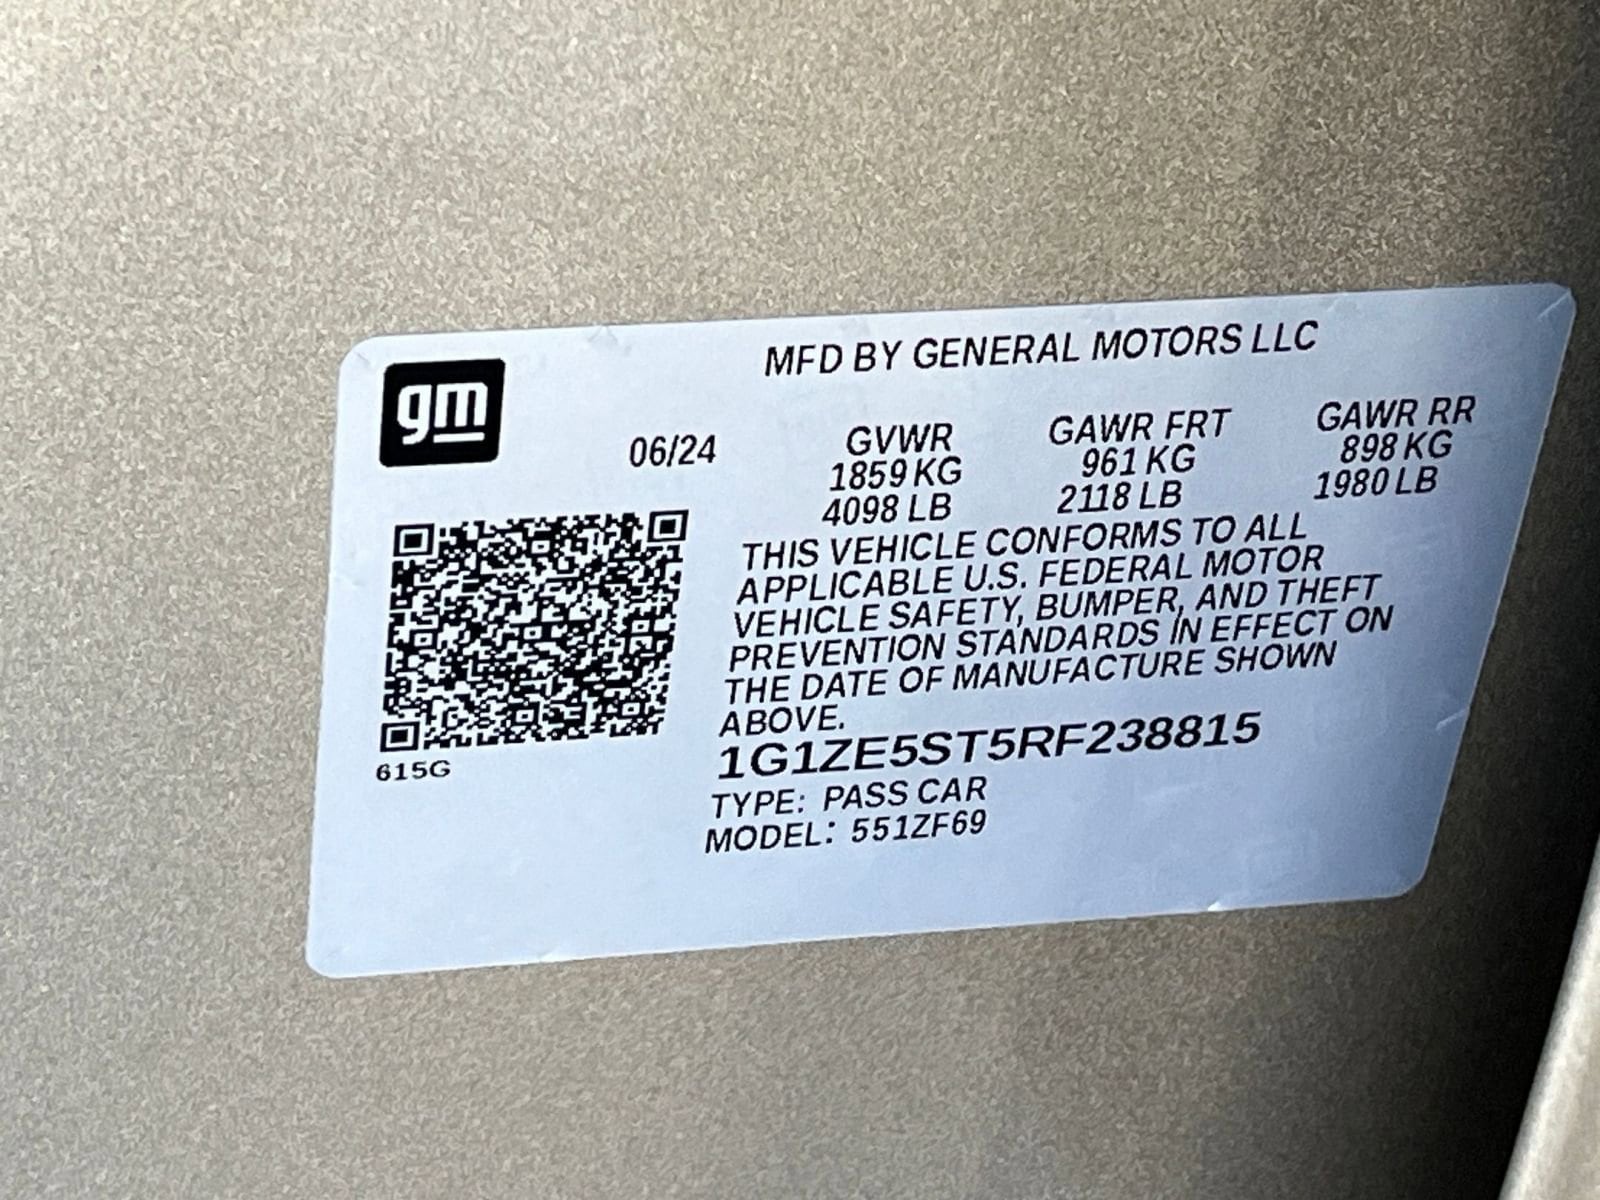 gm
MFD BY GENERAL MOTORS LLC
06/24 GVWR GAWR FRT GAWR RR
1859 KG 961 KG 898 KG
4098 LB 2118 LB 1980 LB
THIS VEHICLE CONFORMS TO ALL
APPLICABLE U.S. FEDERAL MOTOR
VEHICLE SAFETY, BUMPER, AND THEFT
PREVENTION STANDARDS IN EFFECT ON
THE DATE OF MANUFACTURE SHOWN
ABOVE.
1G1ZE5ST5RF238815
615G
TYPE: PASS CAR
MODEL: 551ZF69